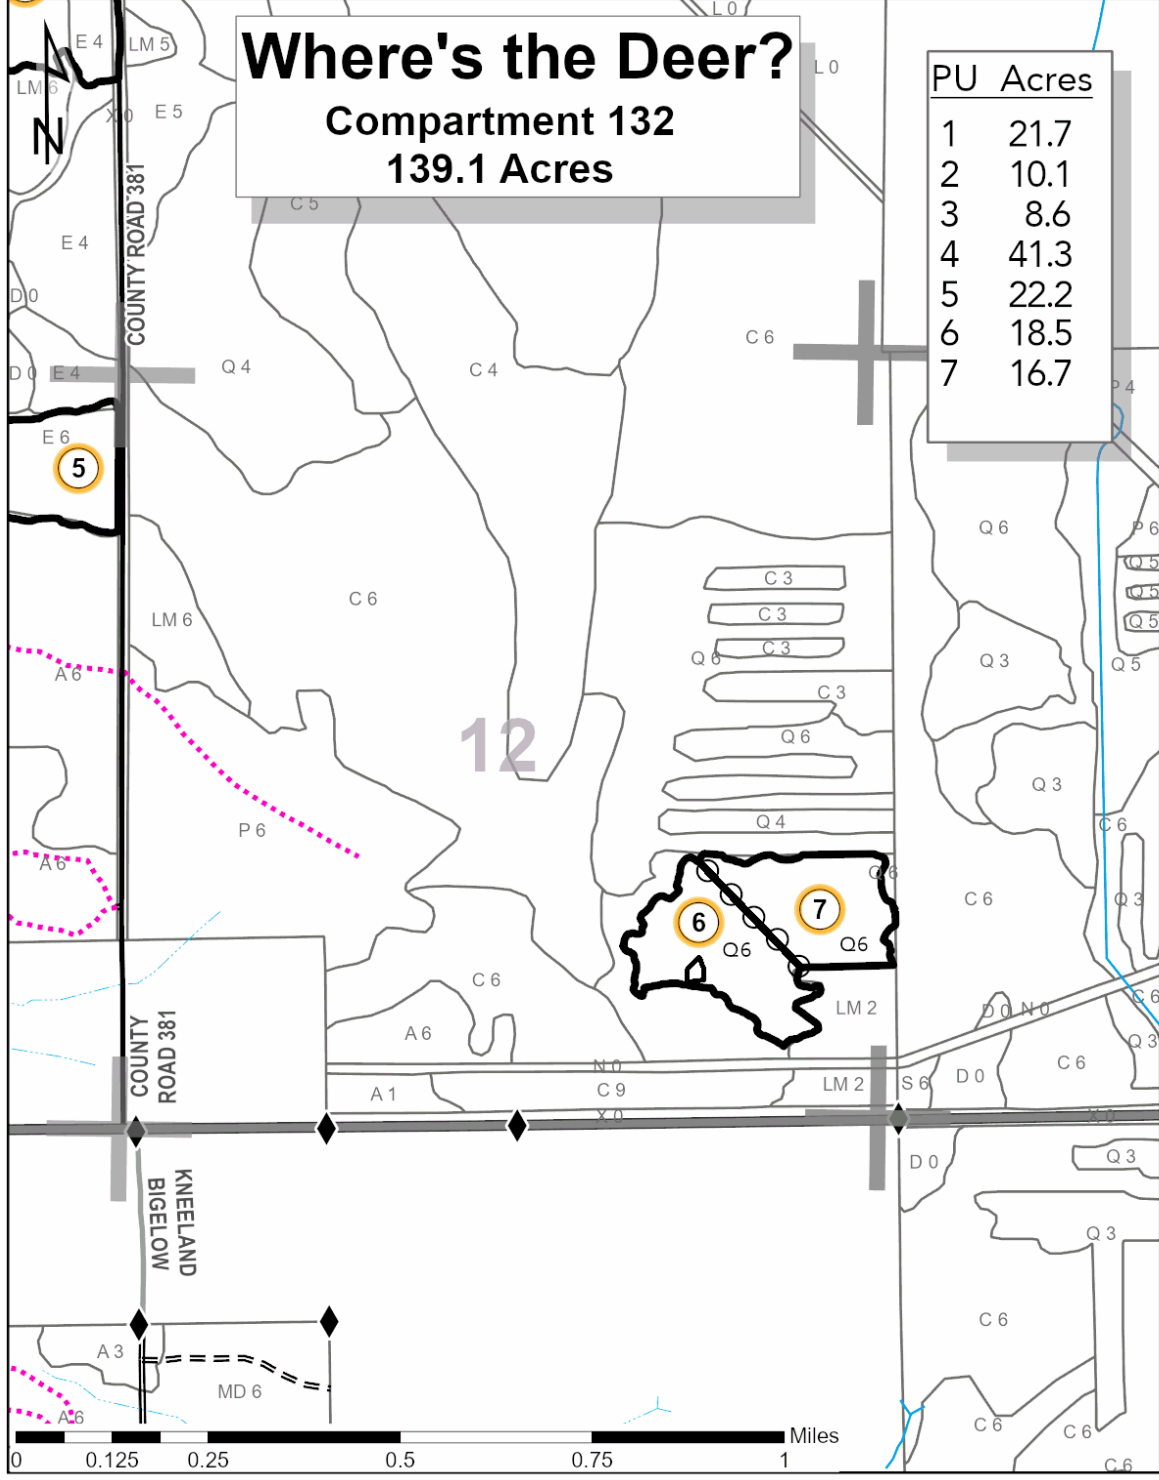 Where's the Deer?
Compartment 132
139.1 Acres
PU Acres
1 21.7
2 10.1
3 8.6
4 41.3
5 22.2
6 18.5
7 16.7
L 0
E 4
LM 5
L 0
LM 6
X 0
E 5
N
COUNTY ROAD 381
C 5
E 4
D 0
C 6
Q 4
C 4
D 0
E 4
P 4
E 6
5
Q 6
P 6
Q 5
C 3
Q 5
C 6
C 3
LM 6
Q 5
C 3
Q 6
Q 3
Q 5
A 6
C 3
12
Q 6
Q 3
Q 4
C 6
P 6
A 6
Q 6
C 6
Q 3
7
6
Q6
Q6
C 6
C 6
LM 2
D 0
N 0
A 6
Q 3
COUNTY
ROAD 381
N 0
C 6
LM 2
S 6
D 0
A 1
C 9
X 0
X 0
D 0
Q 3
KNEELAND
BIGELOW
Q 3
C 6
A 3
MD 6
A 6
C 6
C 6
C 6
Miles
0 0.125 0.25 0.5 0.75 1